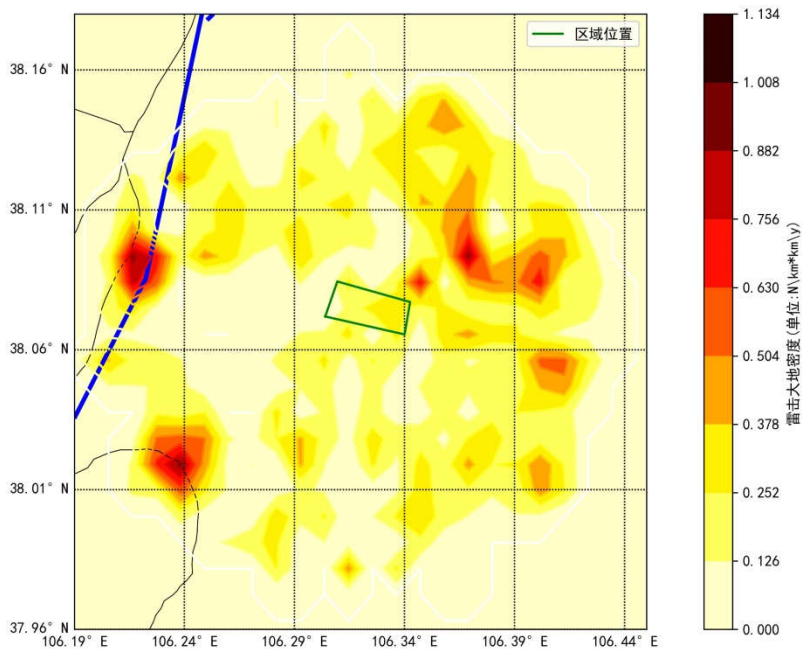 区域位置
38.16° N
38.11° N
38.06° N
38.01° N
37.96° N
106.19° E
106.24° E
106.29° E
106.34° E
106.39° E
106.44° E
1.134
1.008
0.882
0.756
0.630
0.504
0.378
0.252
0.126
0.000
雷击大地密度(单位:N\km*km\y)